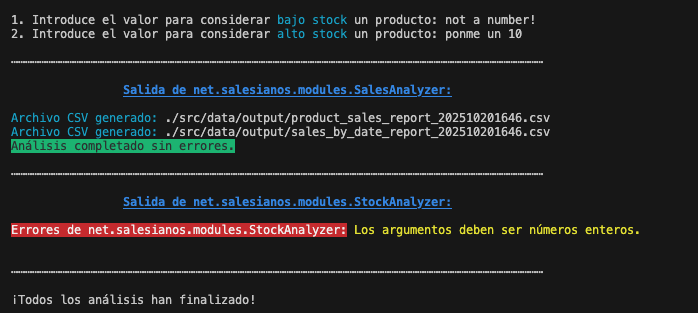 1. Introduce el valor para considerar bajo stock un producto: not a number!
2. Introduce el valor para considerar alto stock un producto: ponme un 10
Salida de net.salesianos.modules.SalesAnalyzer:
Archivo CSV generado: ./src/data/output/product_sales_report_202510201646.csv
Archivo CSV generado: ./src/data/output/sales_by_date_report_202510201646.csv
Análisis completado sin errores.
Salida de net.salesianos.modules.StockAnalyzer:
Errores de net.salesianos.modules.StockAnalyzer: Los argumentos deben ser números enteros.
¡Todos los análisis han finalizado!